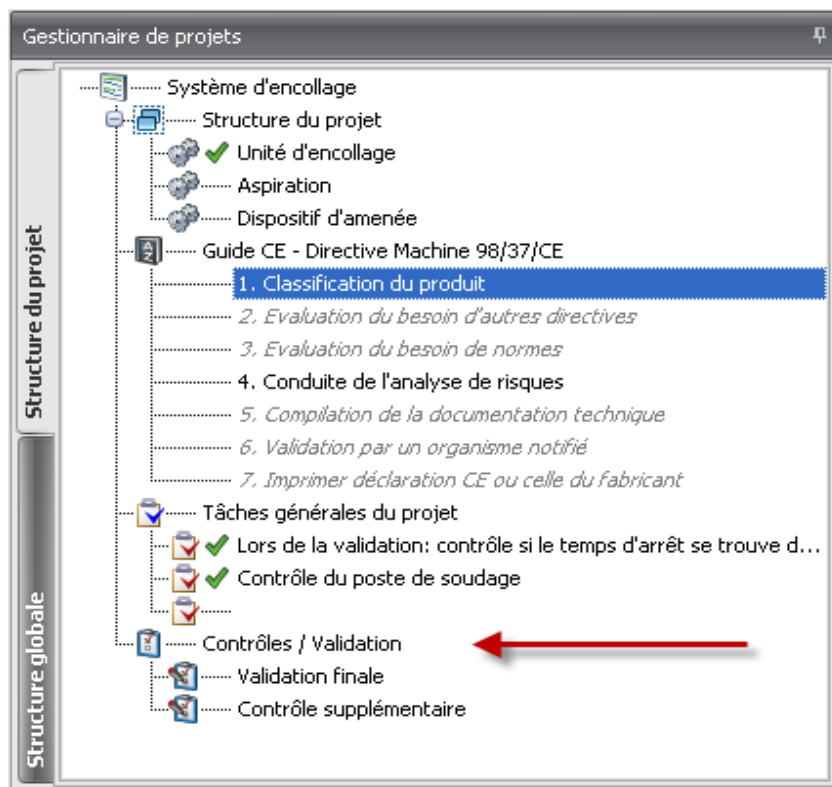 Gestionnaire de projets
Structure du projet
Structure globale
Système d'encollage
Structure du projet
Unité d'encollage
Aspiration
Dispositif d'amenée
Guide CE - Directive Machine 98/37/CE
1. Classification du produit
2. Evaluation du besoin d'autres directives
3. Evaluation du besoin de normes
4. Conduite de l'analyse de risques
5. Compilation de la documentation technique
6. Validation par un organisme notifié
7. Imprimer déclaration CE ou celle du fabricant
Tâches générales du projet
Lors de la validation: contrôle si le temps d'arrêt se trouve d...
Contrôle du poste de soudage
Contrôles / Validation
Validation finale
Contrôle supplémentaire